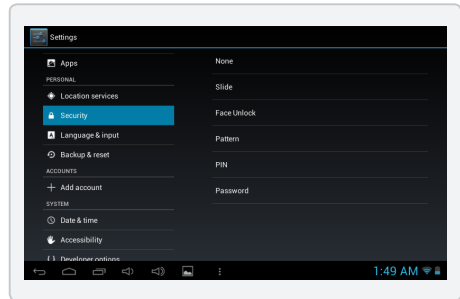 Settings
Apps
PERSONAL
Location services
Security
Language & input
Backup & reset
ACCOUNTS
Add account
SYSTEM
Date & time
Accessibility
Developer options
None
Slide
Face Unlock
Pattern
PIN
Password
1:49 AM